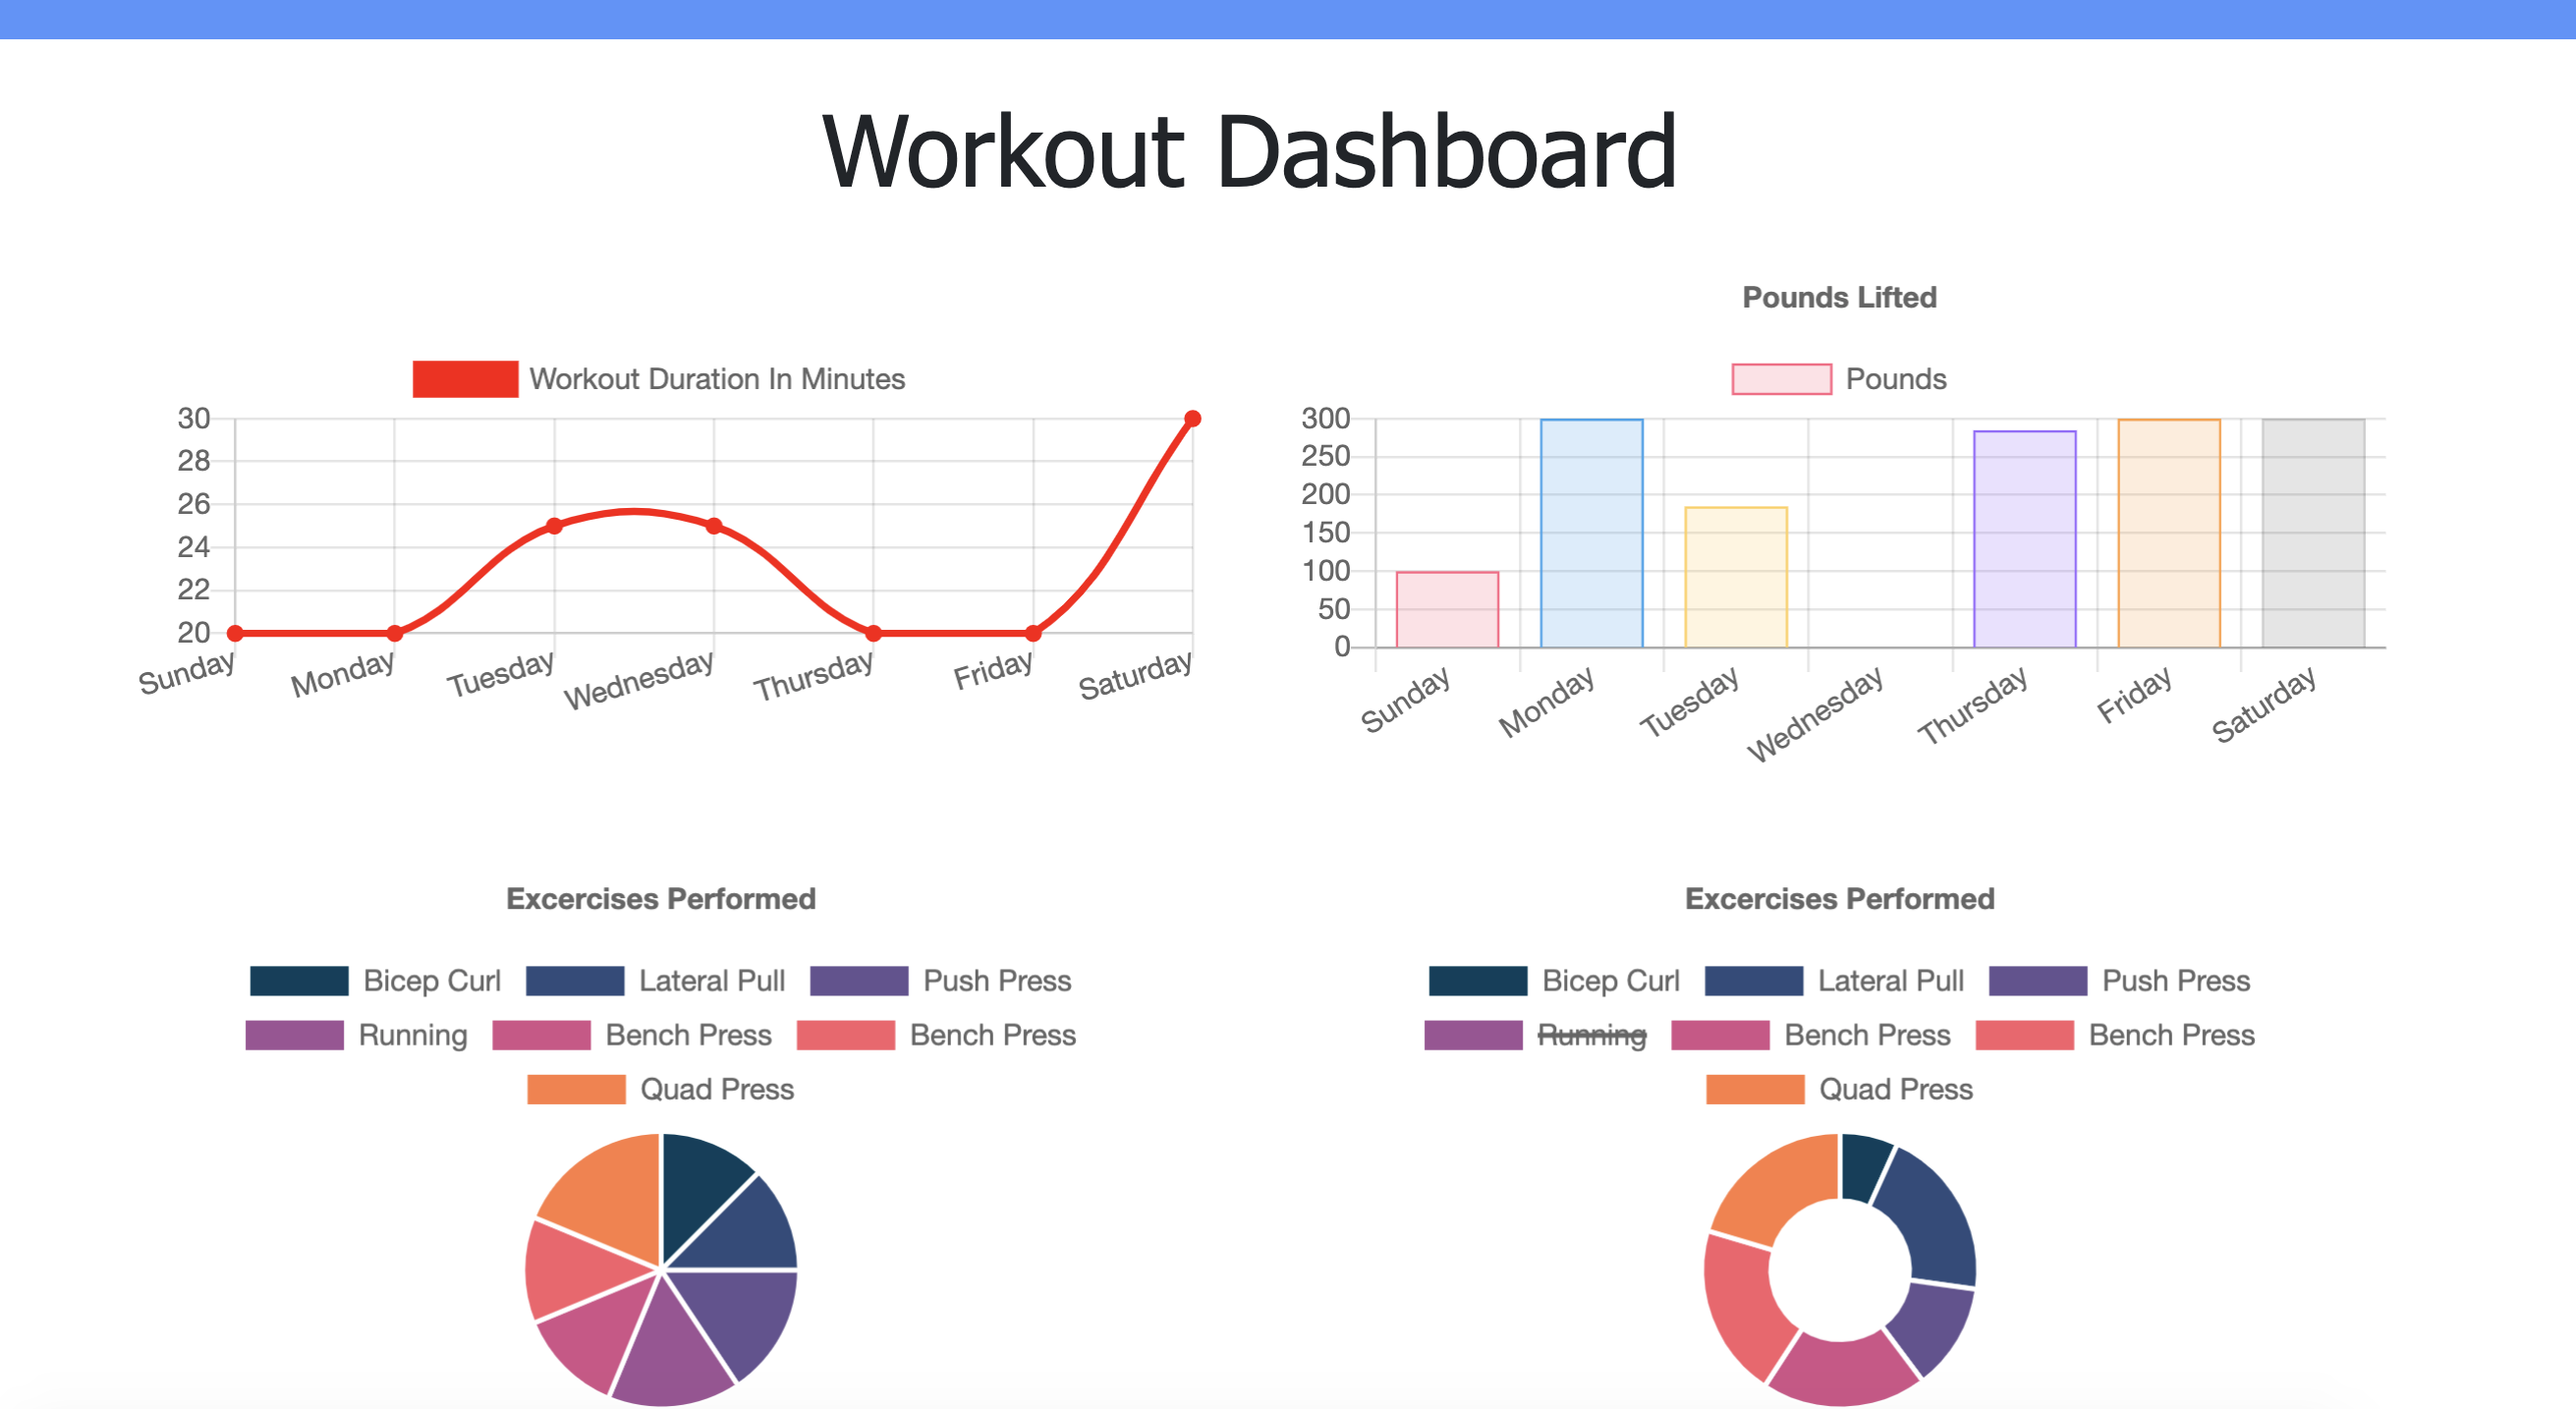 Workout Dashboard
Workout Duration In Minutes
30
28
26
24
22
20
Sunday Monday Tuesday Wednesday Thursday Friday Saturday
Pounds Lifted
Pounds
300
250
200
150
100
50
0
Sunday Monday Tuesday Wednesday Thursday Friday Saturday
Excercises Performed
Bicep Curl Lateral Pull Push Press
Running Bench Press Bench Press
Quad Press
Excercises Performed
Bicep Curl Lateral Pull Push Press
Running Bench Press Bench Press
Quad Press